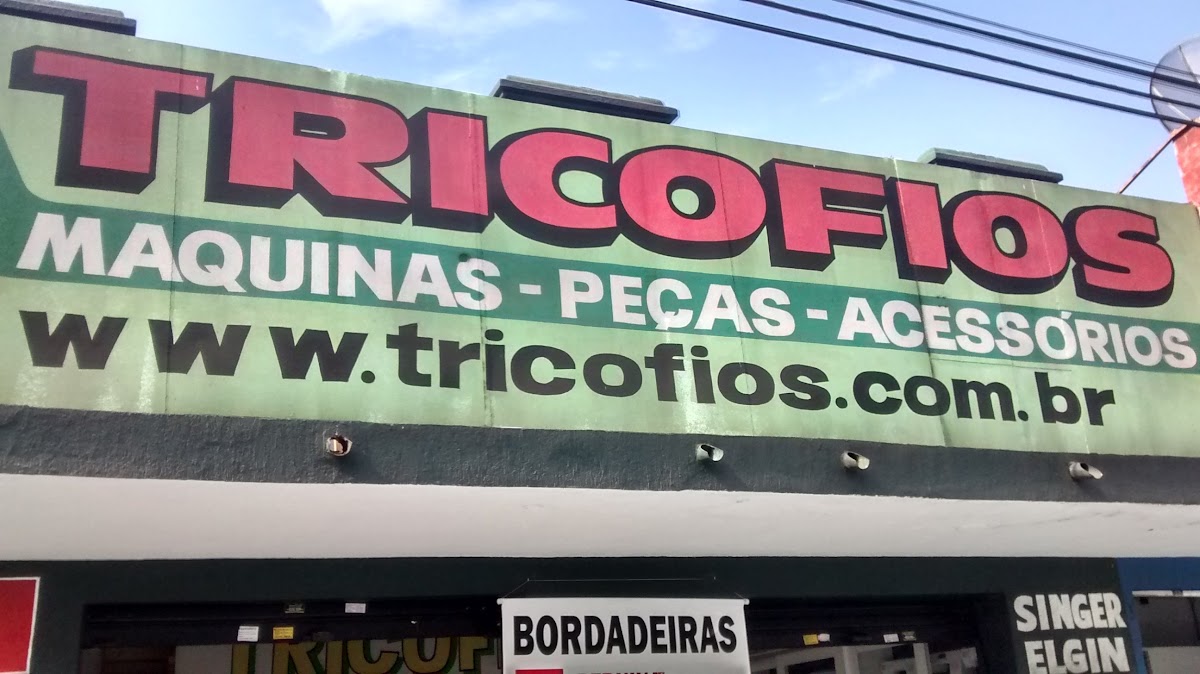 TRICOFIOS
MAQUINAS - PEÇAS - ACESSÓRIOS
www.tricofios.com.br
BORDADEIRAS
SINGER
ELGIN